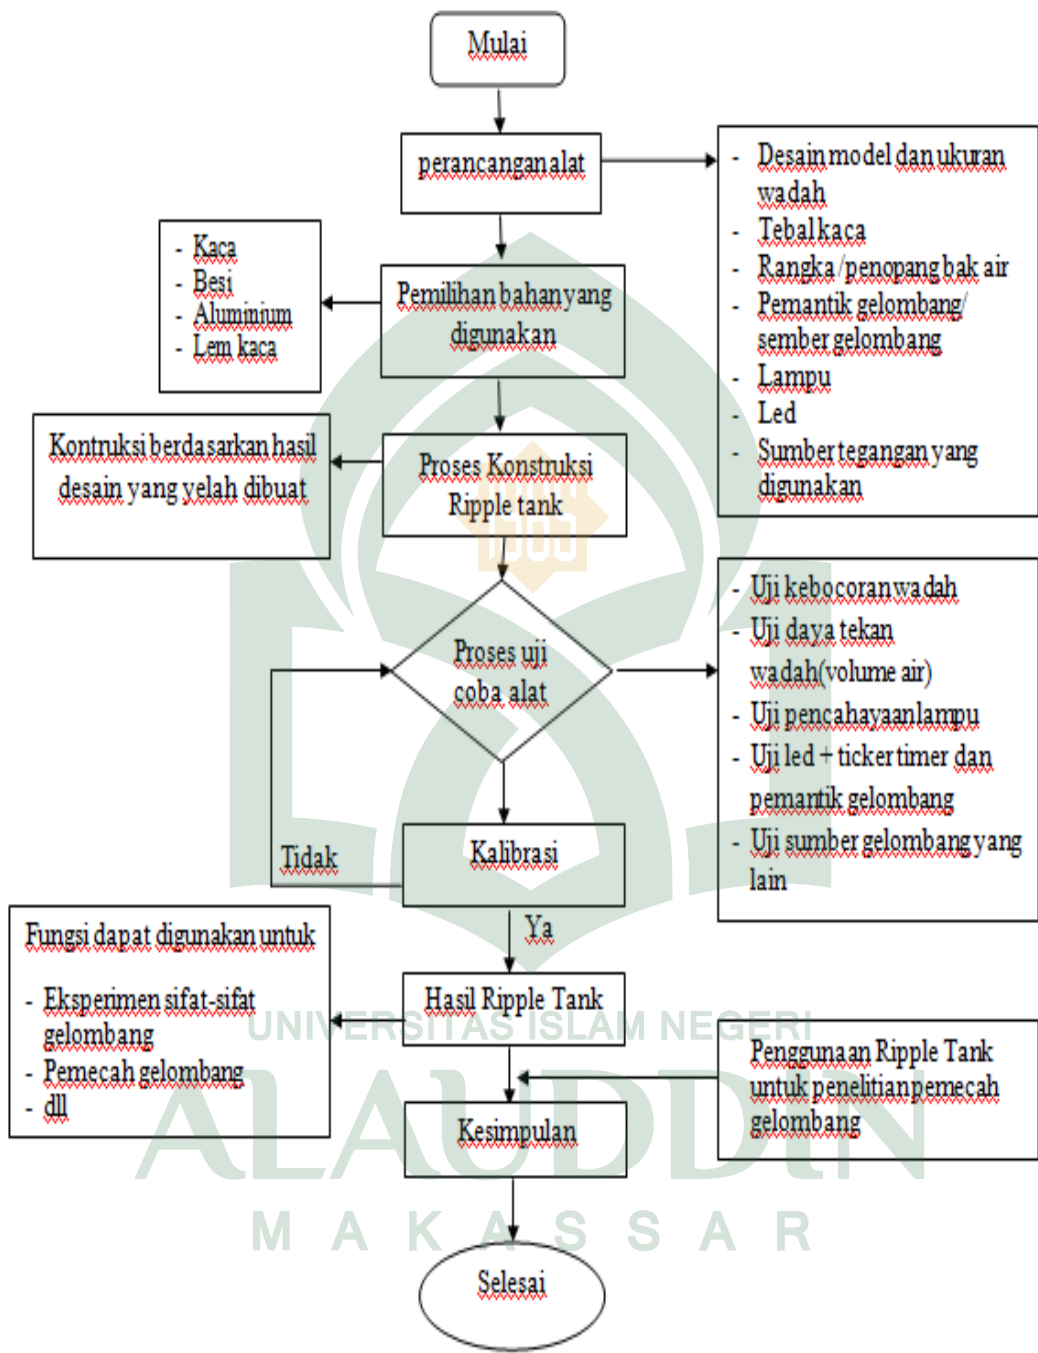 Mulai
perancangan alat
- Desain model dan ukuran
wadah
- Tebal kaca
- Rangka /penopang bak air
- Pemantik gelombang/
sember gelombang
- Lampu
- Led
- Sumber tegangan yang
digunakan
- Kaca
- Besi
- Aluminium
- Lem kaca
Pemilihan bahan yang
digunakan
Kontruksi berdasarkan hasil
desain yang yelah dibuat
Proses Konstruksi
Ripple tank
Proses uji
coba alat
- Uji kebocoran wadah
- Uji daya tekan
wadah(volume air)
- Uji pencahayaan lampu
- Uji led + ticker timer dan
pemantik gelombang
- Uji sumber gelombang yang
lain
Tidak
Kalibrasi
Ya
Fungsi dapat digunakan untuk
- Eksperimen sifat-sifat
gelombang
- Pemecah gelombang
- dll
Hasil Ripple Tank
Penggunaan Ripple Tank
untuk penelitian pemecah
gelombang
Kesimpulan
Selesai
1965
UNIVERSITAS ISLAM NEGERI
ALAUDDIN
MAKASSAR